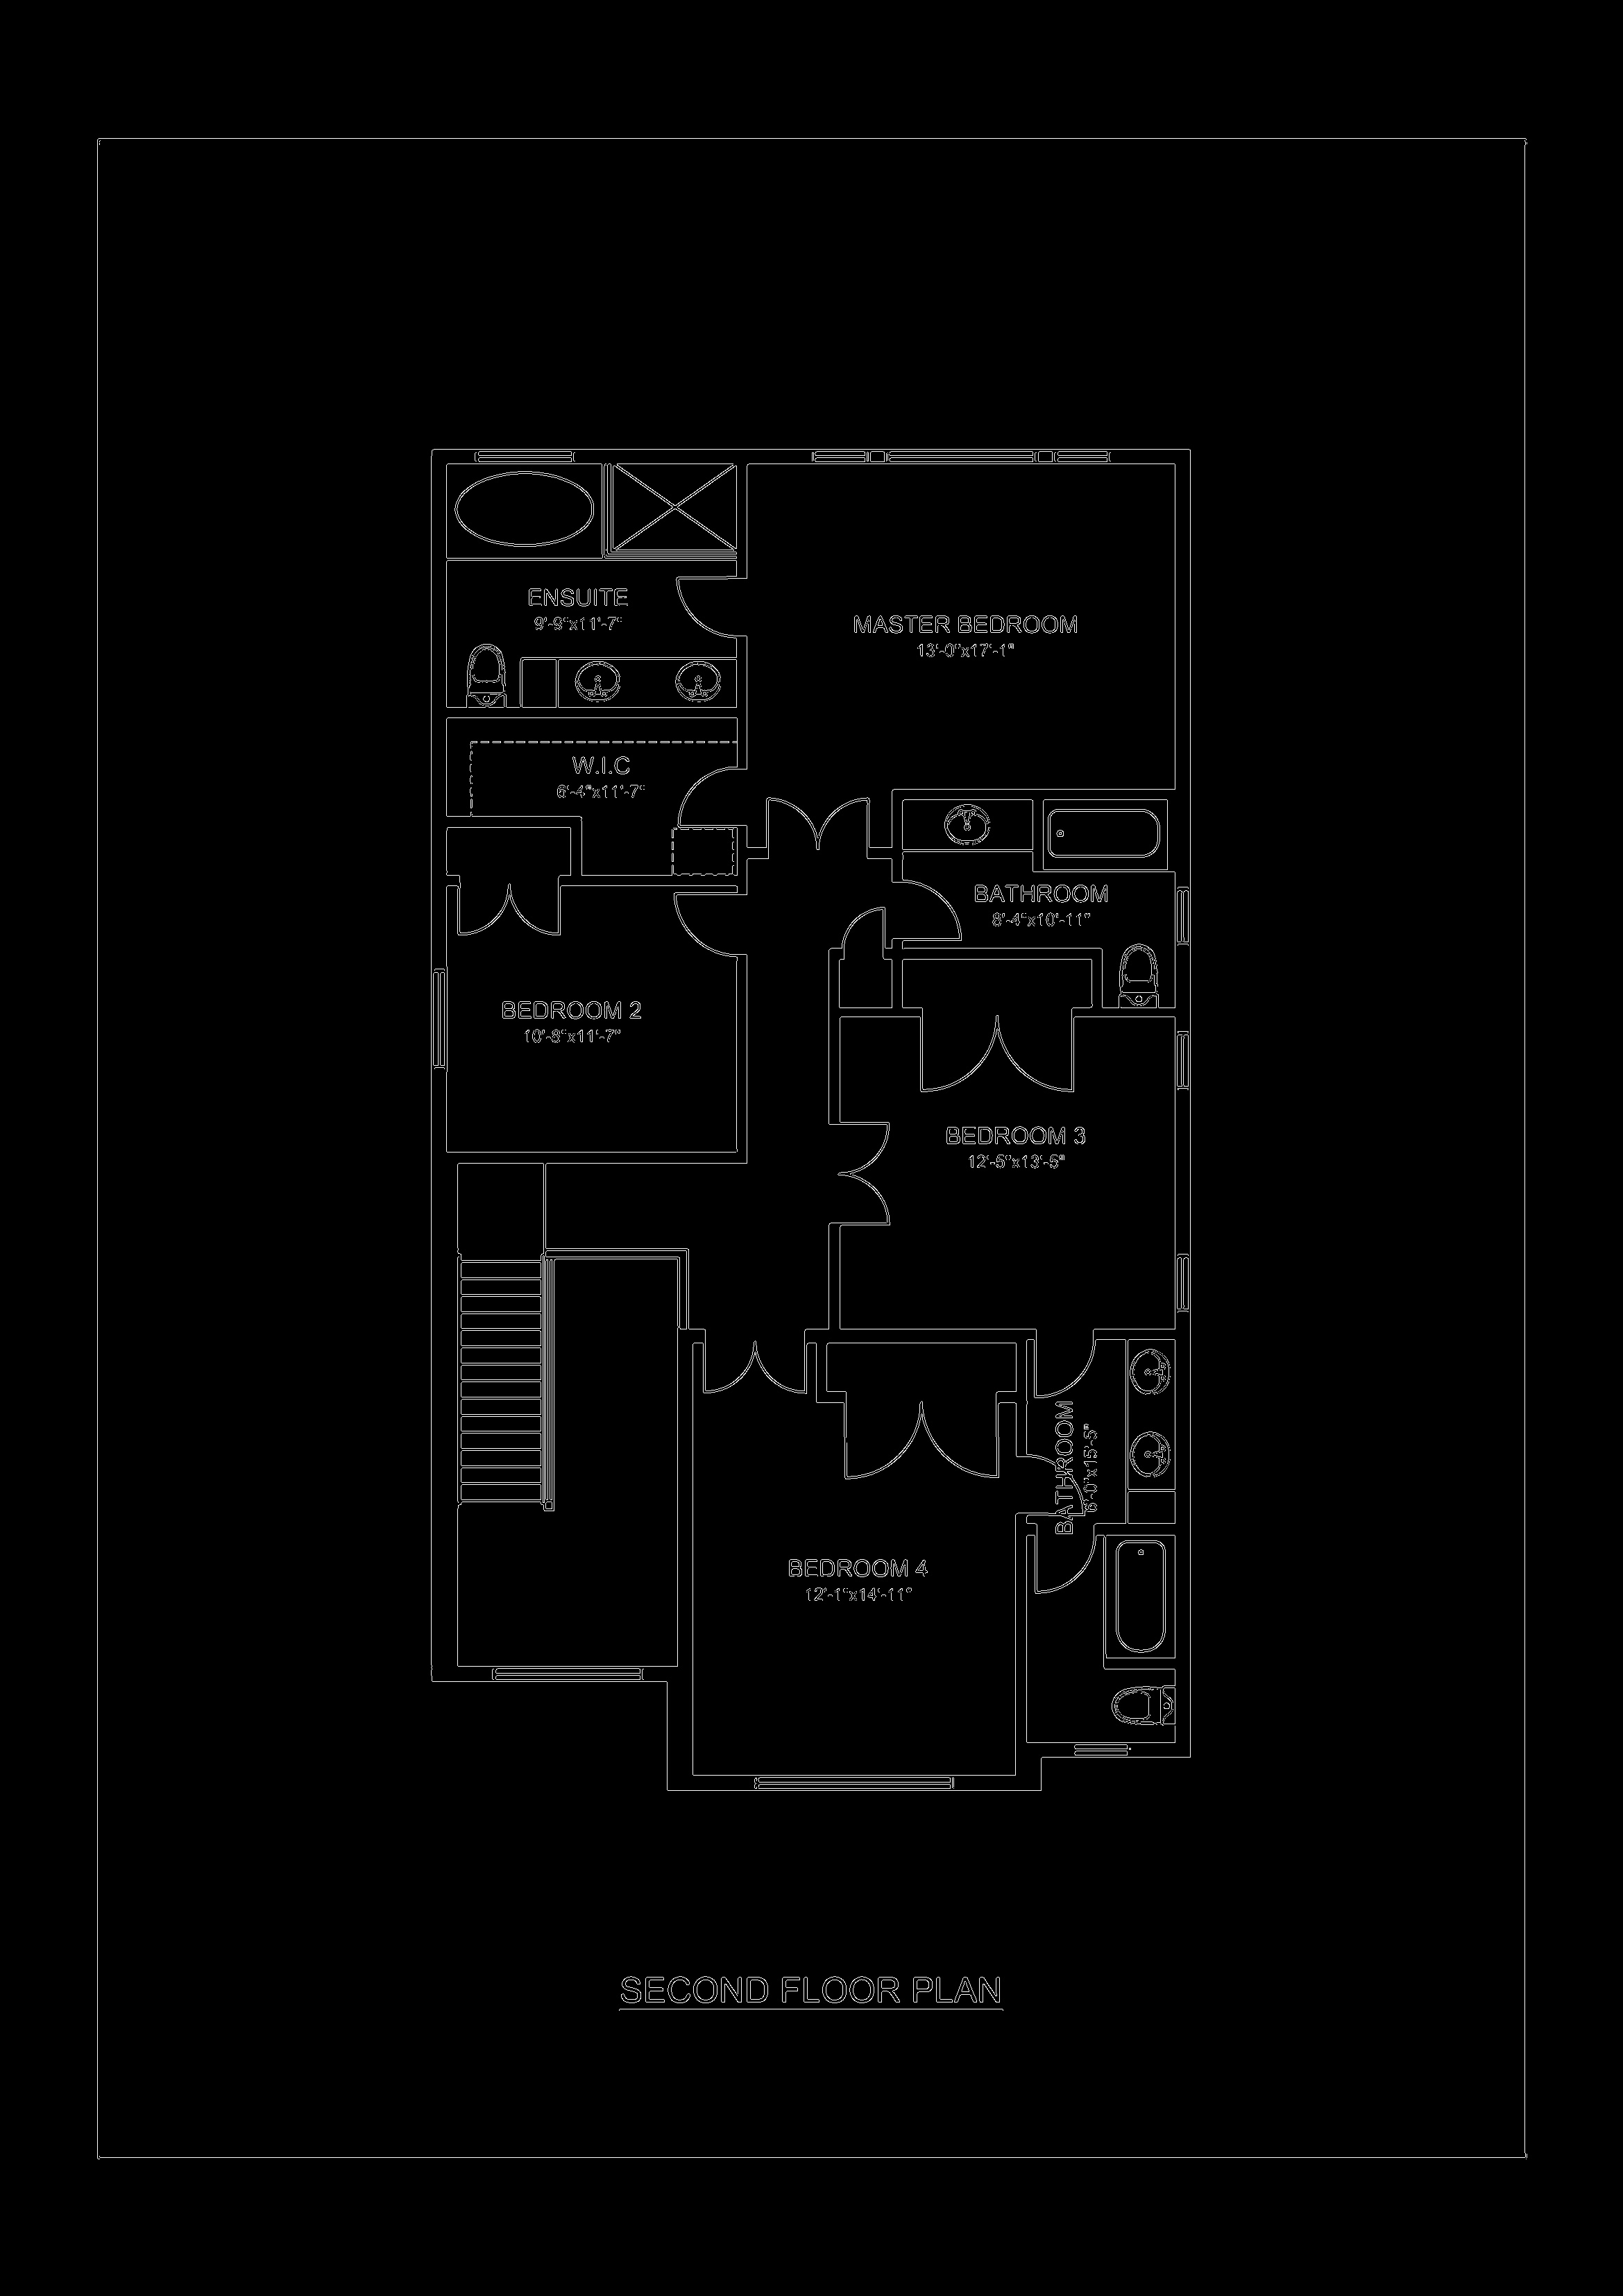 ENSUITE
9'-9"x11'-7"
MASTER BEDROOM
13'-0"x17'-1"
W.I.C
6'-4"x11'-7"
BATHROOM
8'-4"x10'-11"
BEDROOM 2
10'-8"x11'-7"
BEDROOM 3
12'-5"x13'-5"
BATHROOM
6'-0"x15'-5"
BEDROOM 4
12'-1"x14'-11"
SECOND FLOOR PLAN